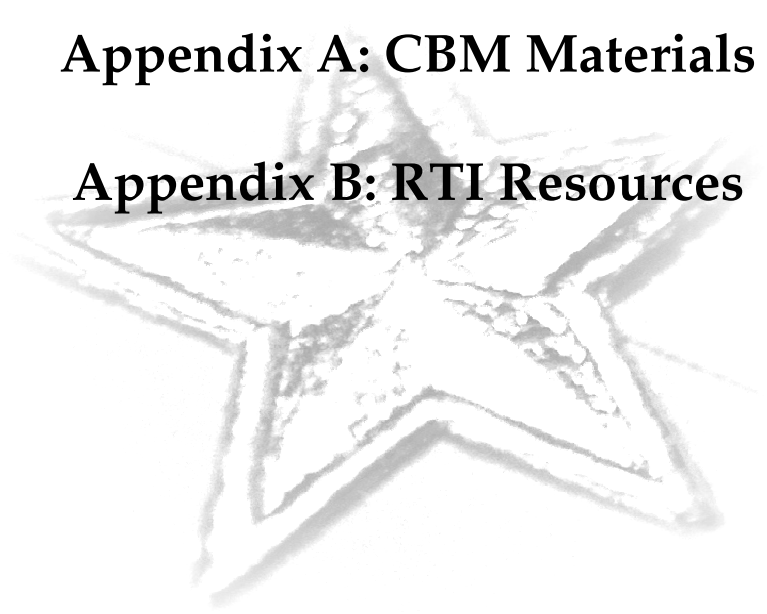 Appendix A: CBM Materials
Appendix B: RTI Resources